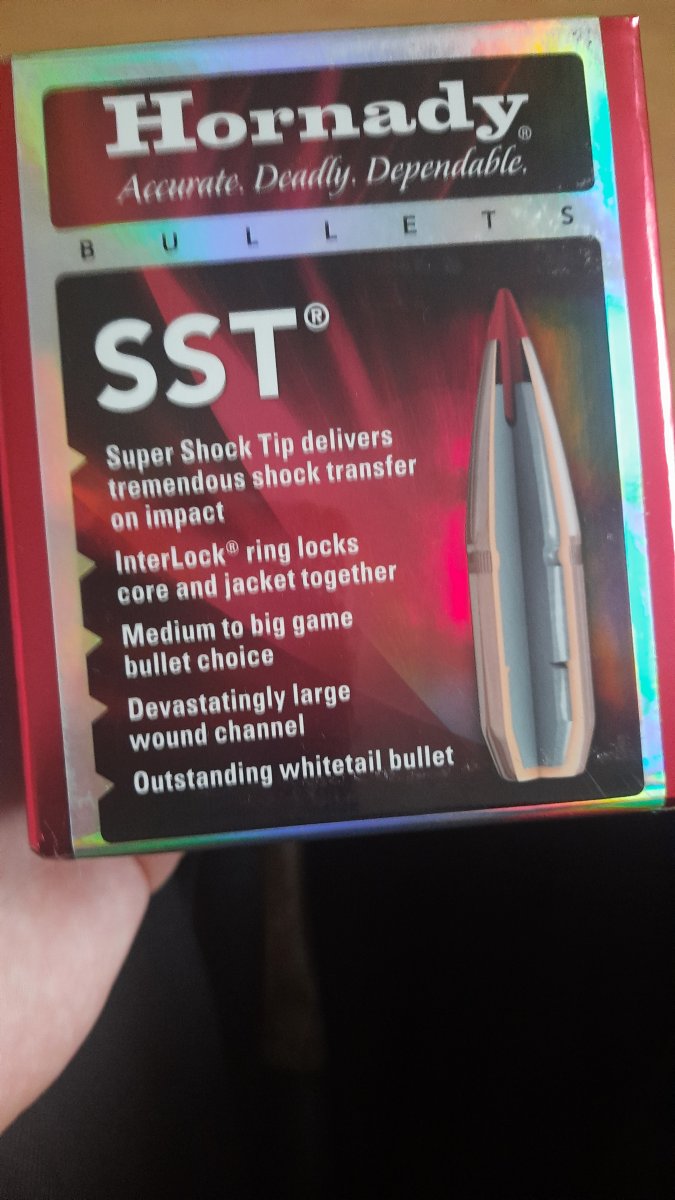 Hornady®
Accurate. Deadly. Dependable.
BULLETS
SST®
Super Shock Tip delivers
tremendous shock transfer
on impact
InterLock® ring locks
core and jacket together
Medium to big game
bullet choice
Devastatingly large
wound channel
Outstanding whitetail bullet